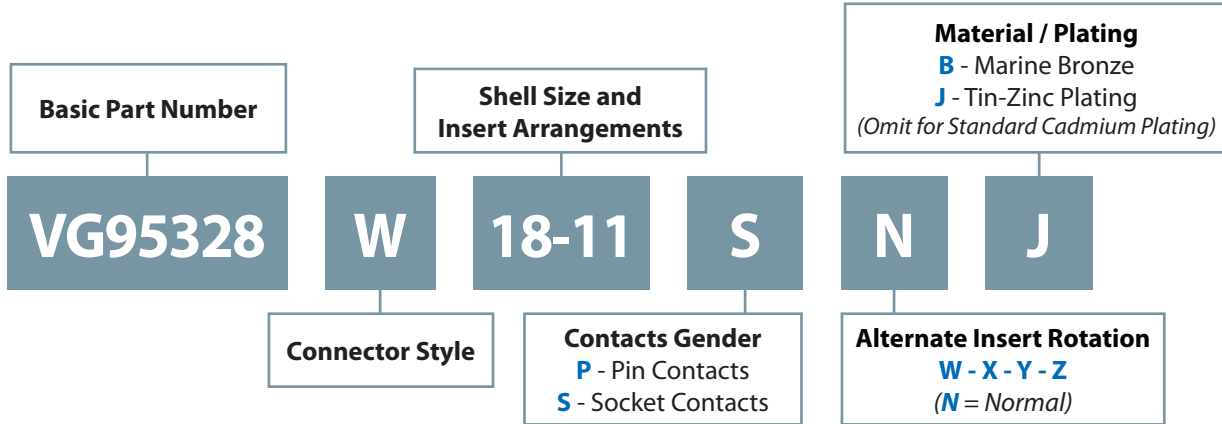 Material / Plating
B - Marine Bronze
J - Tin-Zinc Plating
(Omit for Standard Cadmium Plating)
Basic Part Number
Shell Size and
Insert Arrangements
VG95328 W 18-11 S N J
Connector Style
Contacts Gender
P - Pin Contacts
S - Socket Contacts
Alternate Insert Rotation
W - X - Y - Z
(N = Normal)